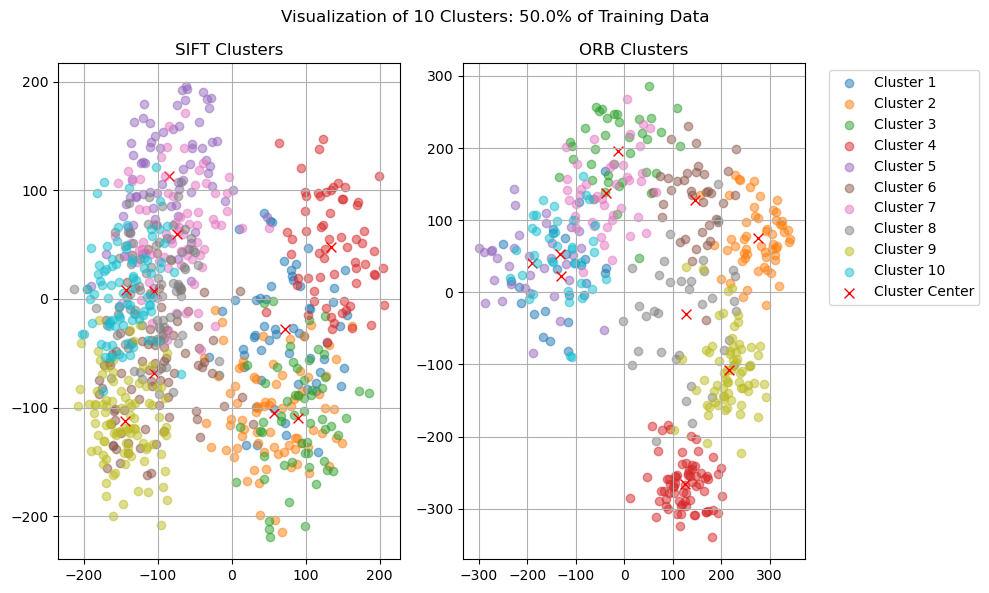 Visualization of 10 Clusters: 50.0% of Training Data
SIFT Clusters
200
100
0
−100
−200
−200
−100
0
100
200
ORB Clusters
300
200
100
0
−100
−200
−300
−300
−200
−100
0
100
200
300
Cluster 1
Cluster 2
Cluster 3
Cluster 4
Cluster 5
Cluster 6
Cluster 7
Cluster 8
Cluster 9
Cluster 10
Cluster Center